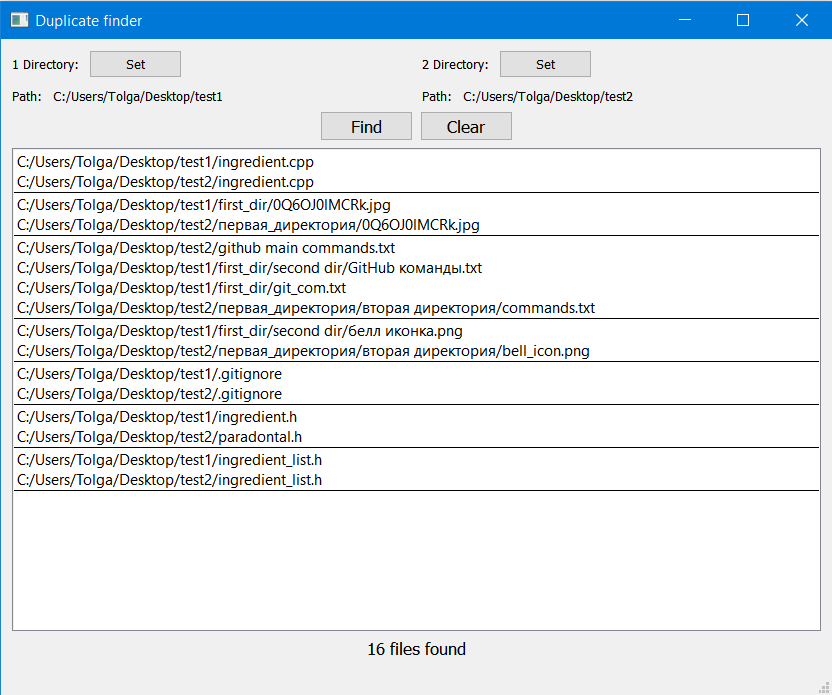 Duplicate finder
1 Directory: Set
2 Directory: Set
Path: C:/Users/Tolga/Desktop/test1
Path: C:/Users/Tolga/Desktop/test2
Find
Clear
C:/Users/Tolga/Desktop/test1/ingredient.cpp
C:/Users/Tolga/Desktop/test2/ingredient.cpp
C:/Users/Tolga/Desktop/test1/first_dir/0Q6OJ0IMCRk.jpg
C:/Users/Tolga/Desktop/test2/первая_директория/0Q6OJ0IMCRk.jpg
C:/Users/Tolga/Desktop/test2/github main commands.txt
C:/Users/Tolga/Desktop/test1/first_dir/second dir/GitHub команды.txt
C:/Users/Tolga/Desktop/test1/first_dir/git_com.txt
C:/Users/Tolga/Desktop/test2/первая_директория/вторая директория/commands.txt
C:/Users/Tolga/Desktop/test1/first_dir/second dir/белл иконка.png
C:/Users/Tolga/Desktop/test2/первая_директория/вторая директория/bell_icon.png
C:/Users/Tolga/Desktop/test1/.gitignore
C:/Users/Tolga/Desktop/test2/.gitignore
C:/Users/Tolga/Desktop/test1/ingredient.h
C:/Users/Tolga/Desktop/test2/paradontal.h
C:/Users/Tolga/Desktop/test1/ingredient_list.h
C:/Users/Tolga/Desktop/test2/ingredient_list.h
16 files found